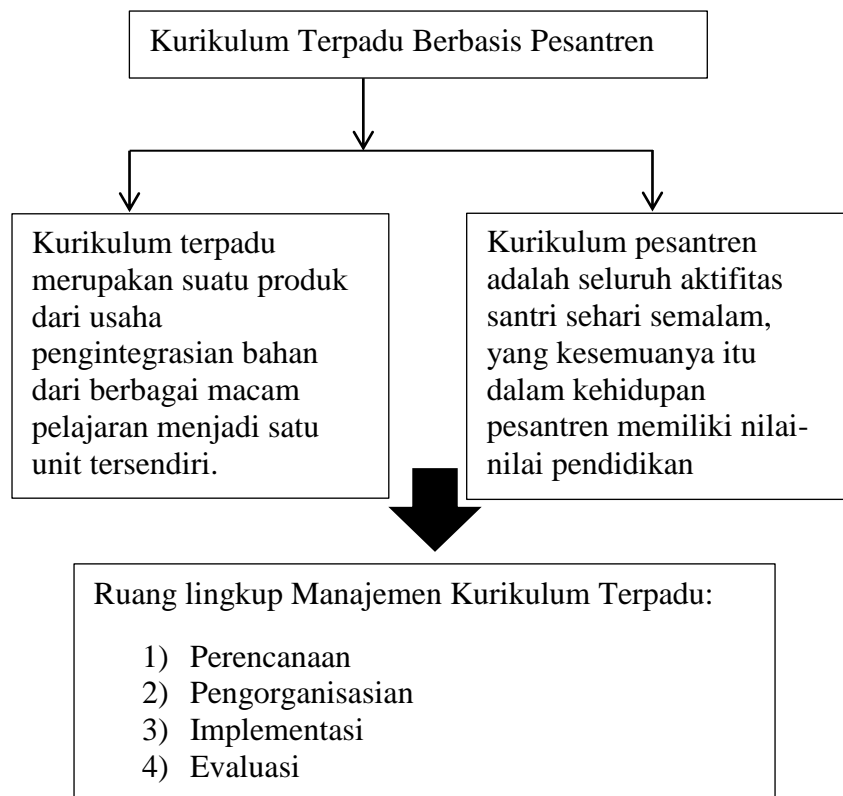 Kurikulum Terpadu Berbasis Pesantren
Kurikulum terpadu
merupakan suatu produk
dari usaha
pengintegrasian bahan
dari berbagai macam
pelajaran menjadi satu
unit tersendiri.
Kurikulum pesantren
adalah seluruh aktifitas
santri sehari semalam,
yang kesemuanya itu
dalam kehidupan
pesantren memiliki nilai-
nilai pendidikan
Ruang lingkup Manajemen Kurikulum Terpadu:
1) Perencanaan
2) Pengorganisasian
3) Implementasi
4) Evaluasi